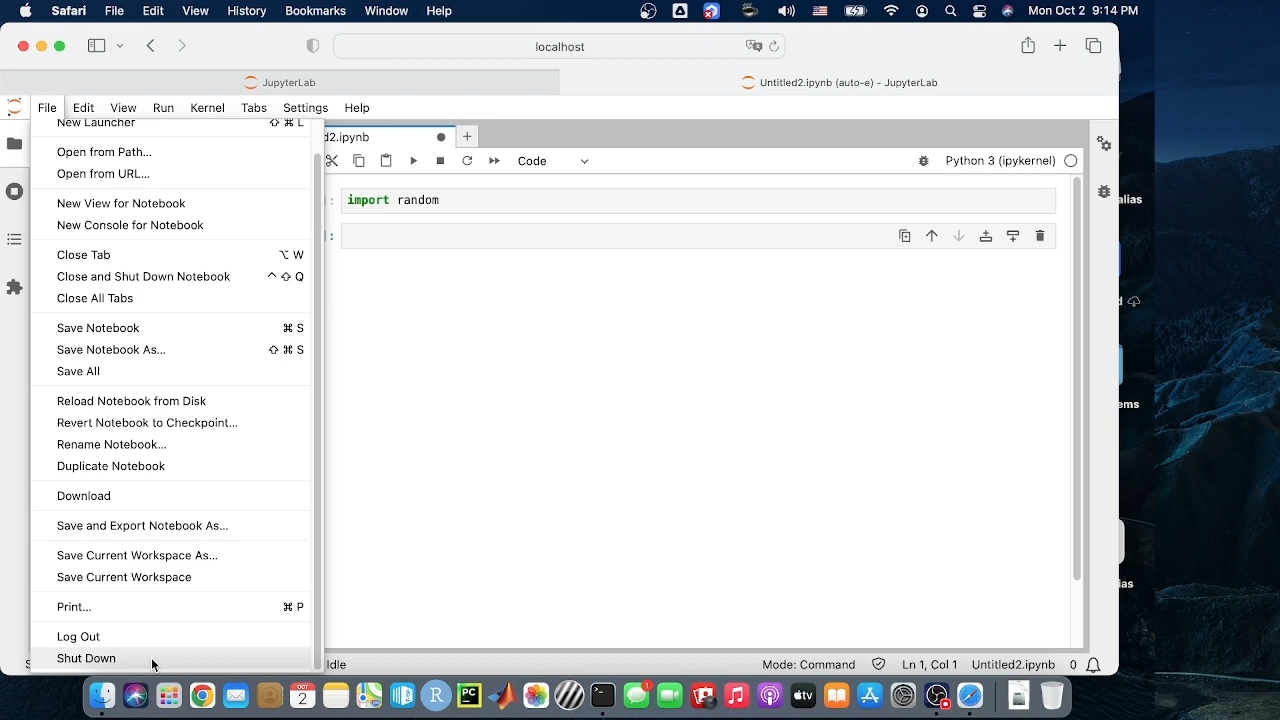 Safari File Edit View History Bookmarks Window Help Mon Oct 2 9:14 PM
localhost
JupyterLab Untitled2.ipynb (auto-e) - JupyterLab
File Edit View Run Kernel Tabs Settings Help
New Launcher ⇧ ⌘ L
d2.ipynb
Open from Path...
Code Python 3 (ipykernel)
Open from URL...
New View for Notebook
import random
New Console for Notebook
Close Tab ⌥ W
Close and Shut Down Notebook ^ ⇧ Q
Close All Tabs
Save Notebook ⌘ S
Save Notebook As... ⇧ ⌘ S
Save All
Reload Notebook from Disk
Revert Notebook to Checkpoint...
Rename Notebook...
Duplicate Notebook
Download
Save and Export Notebook As...
Save Current Workspace As...
Save Current Workspace
Print... ⌘ P
Log Out
Shut Down
Idle Mode: Command Ln 1, Col 1 Untitled2.ipynb 0
alias
d
ems
ias
OCT
2
R
PC
1
tv